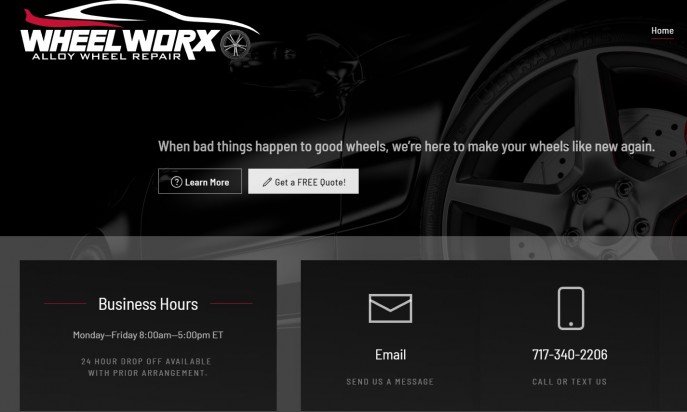 WHEEL WORX
ALLOY WHEEL REPAIR
Home
When bad things happen to good wheels, we're here to make your wheels like new again.
Learn More
Get a FREE Quote!
Business Hours
Monday—Friday 8:00am—5:00pm ET
24 HOUR DROP OFF AVAILABLE
WITH PRIOR ARRANGEMENT.
Email
SEND US A MESSAGE
717-340-2206
CALL OR TEXT US